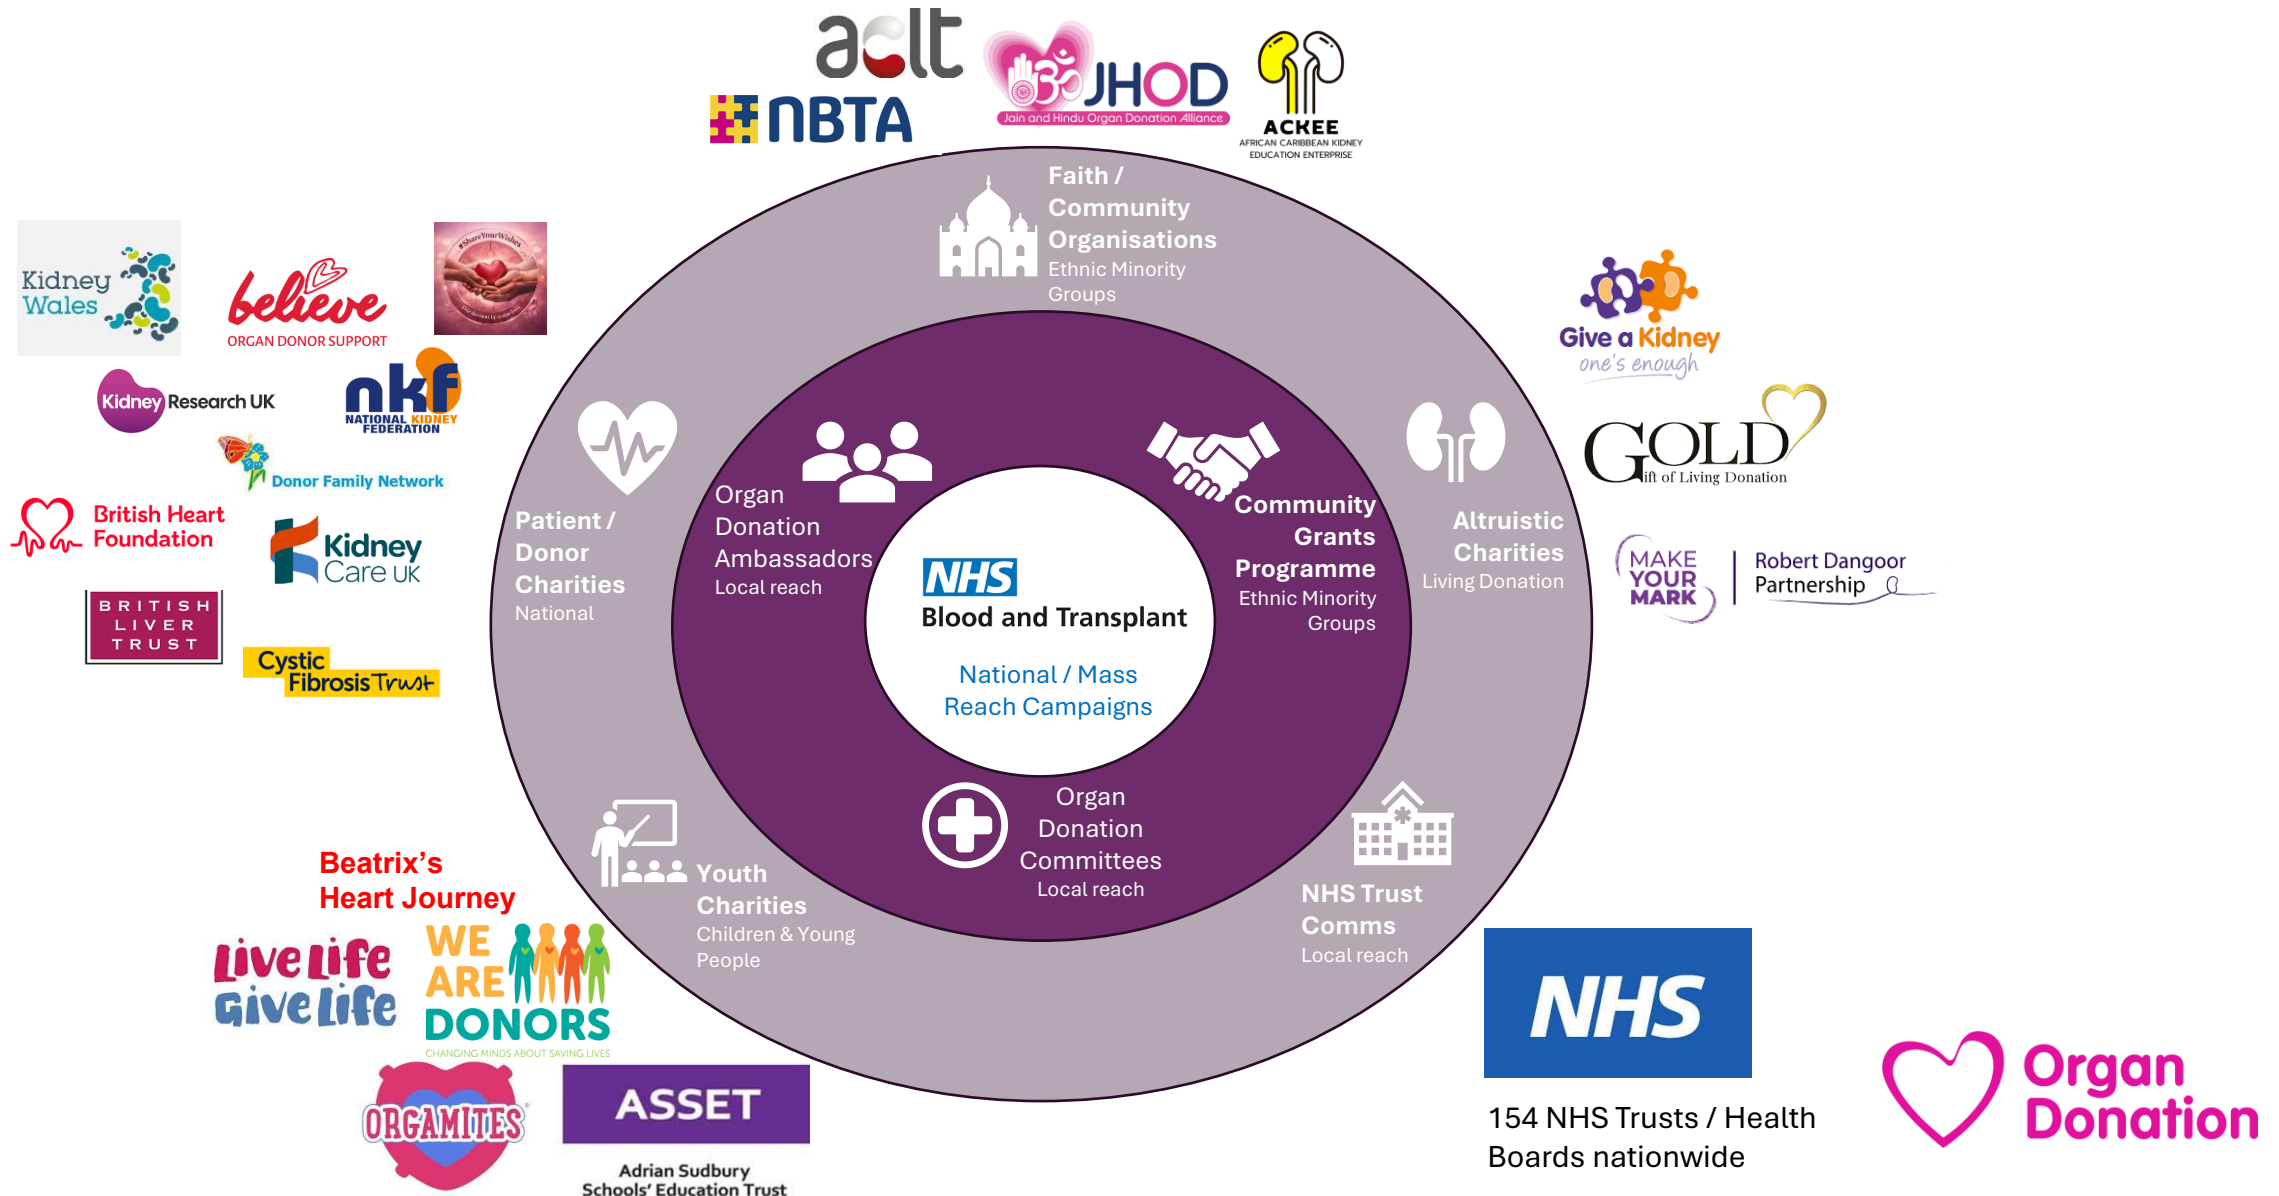 aclt
NBTA
JHOD
Jain and Hindu Organ Donation Alliance
ACKEE
AFRICAN CARIBBEAN KIDNEY
EDUCATION ENTERPRISE
Faith /
Community
Organisations
Ethnic Minority
Groups
Kidney
Wales
believe
ORGAN DONOR SUPPORT
#ShareYourWishes
Kidney Research UK
nkf
NATIONAL KIDNEY
FEDERATION
Donor Family Network
British Heart
Foundation
Kidney
Care UK
BRITISH
LIVER
TRUST
Cystic
Fibrosis Trust
Patient /
Donor
Charities
National
Organ
Donation
Ambassadors
Local reach
Community
Grants
Programme
Ethnic Minority
Groups
NHS
Blood and Transplant
National / Mass
Reach Campaigns
Altruistic
Charities
Living Donation
Give a Kidney
one's enough
GOLD
Gift of Living Donation
MAKE
YOUR
MARK
Robert Dangoor
Partnership
Organ
Donation
Committees
Local reach
Youth
Charities
Children & Young
People
NHS Trust
Comms
Local reach
Beatrix’s
Heart Journey
Live Life
Give Life
WE
ARE
DONORS
CHANGING MINDS ABOUT SAVING LIVES
ORGAMITES
ASSET
Adrian Sudbury
Schools' Education Trust
NHS
154 NHS Trusts / Health
Boards nationwide
Organ
Donation